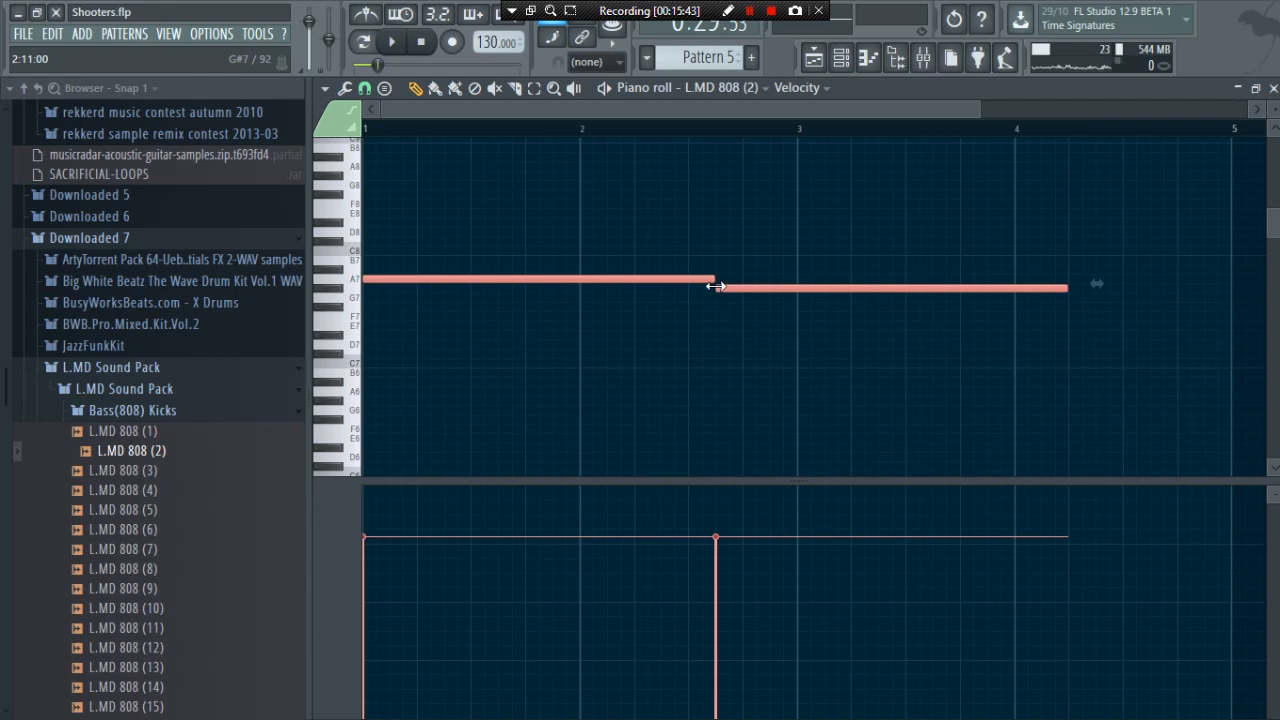 Shooters.flp
Recording [00:15:43]
FILE EDIT ADD PATTERNS VIEW OPTIONS TOOLS ?
2:11:00
G#7 / 92
3.2
130.000
0:29:55
(none)
Pattern 5
29/10 FL Studio 12.9 BETA 1
Time Signatures
23
544 MB
0
Browser - Snap 1
Piano roll - L.MD 808 (2)
Velocity
rekkerd music contest autumn 2010
rekkerd sample remix contest 2013-03
musicradar-acoustic-guitar-samples.zip.t693fd4 .partial
SACRIFICIAL-LOOPS .rar
Downloaded 5
Downloaded 6
Downloaded 7
ArtyTorrent Pack 64-Ueb..tials FX 2-WAV samples
Big White Beatz The Wave Drum Kit Vol.1 WAV
BusyWorksBeats.com - X Drums
BWB.Pro.Mixed.Kit.Vol.2
JazzFunkKit
L.MD Sound Pack
L.MD Sound Pack
Bass(808) Kicks
L.MD 808 (1)
L.MD 808 (2)
L.MD 808 (3)
L.MD 808 (4)
L.MD 808 (5)
L.MD 808 (6)
L.MD 808 (7)
L.MD 808 (8)
L.MD 808 (9)
L.MD 808 (10)
L.MD 808 (11)
L.MD 808 (12)
L.MD 808 (13)
L.MD 808 (14)
L.MD 808 (15)
1 2 3 4 5
B8
A8
G8
F8
E8
D8
C8
B7
A7
G7
F7
E7
D7
C7
B6
A6
G6
F6
E6
D6